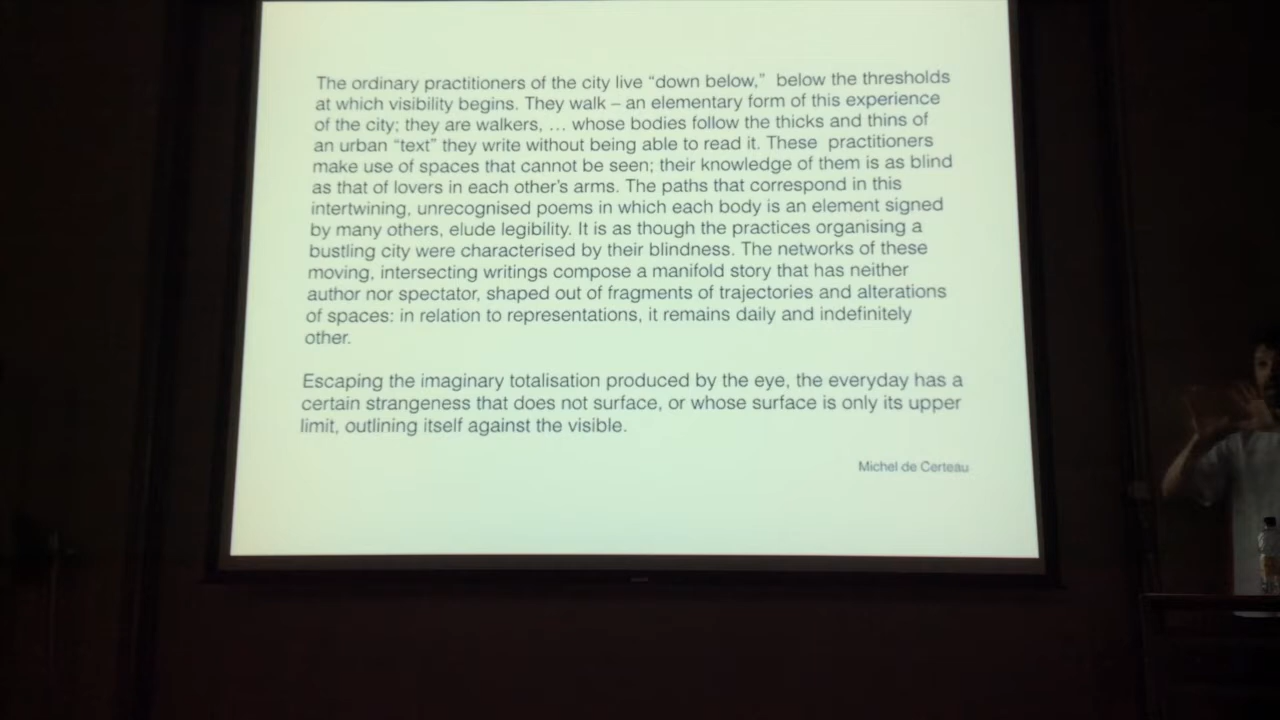 The ordinary practitioners of the city live “down below,” below the thresholds
at which visibility begins. They walk – an elementary form of this experience
of the city; they are walkers, … whose bodies follow the thicks and thins of
an urban “text” they write without being able to read it. These practitioners
make use of spaces that cannot be seen; their knowledge of them is as blind
as that of lovers in each other’s arms. The paths that correspond in this
intertwining, unrecognised poems in which each body is an element signed
by many others, elude legibility. It is as though the practices organising a
bustling city were characterised by their blindness. The networks of these
moving, intersecting writings compose a manifold story that has neither
author nor spectator, shaped out of fragments of trajectories and alterations
of spaces: in relation to representations, it remains daily and indefinitely
other.
Escaping the imaginary totalisation produced by the eye, the everyday has a
certain strangeness that does not surface, or whose surface is only its upper
limit, outlining itself against the visible.
Michel de Certeau